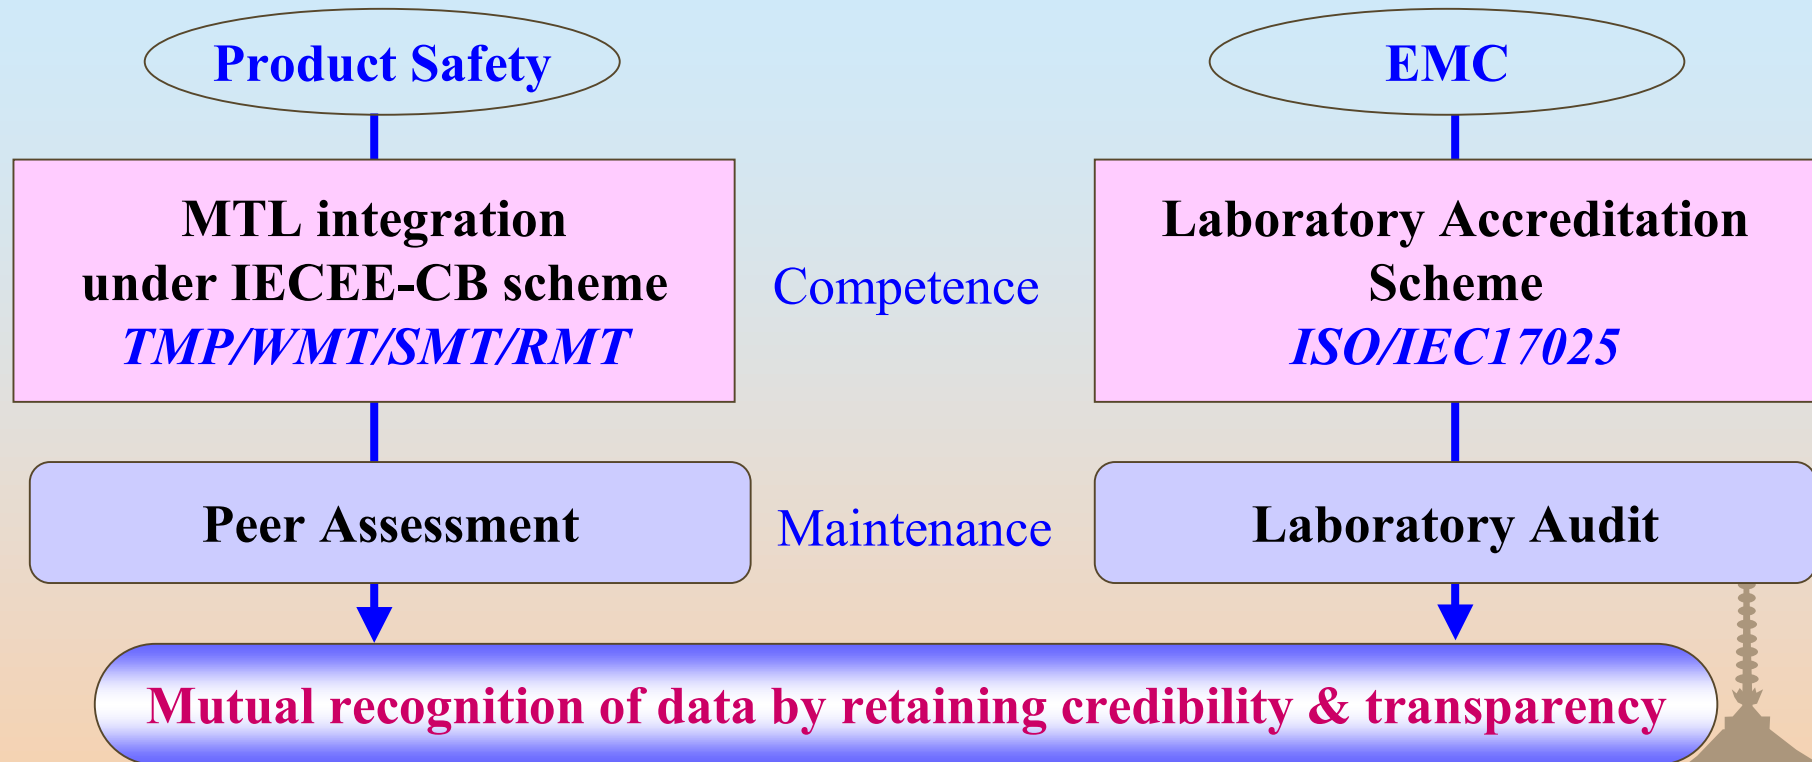 Product Safety
EMC
MTL integration
under IECEE-CB scheme
TMP/WMT/SMT/RMT
Competence
Laboratory Accreditation
Scheme
ISO/IEC17025
Peer Assessment
Maintenance
Laboratory Audit
Mutual recognition of data by retaining credibility & transparency